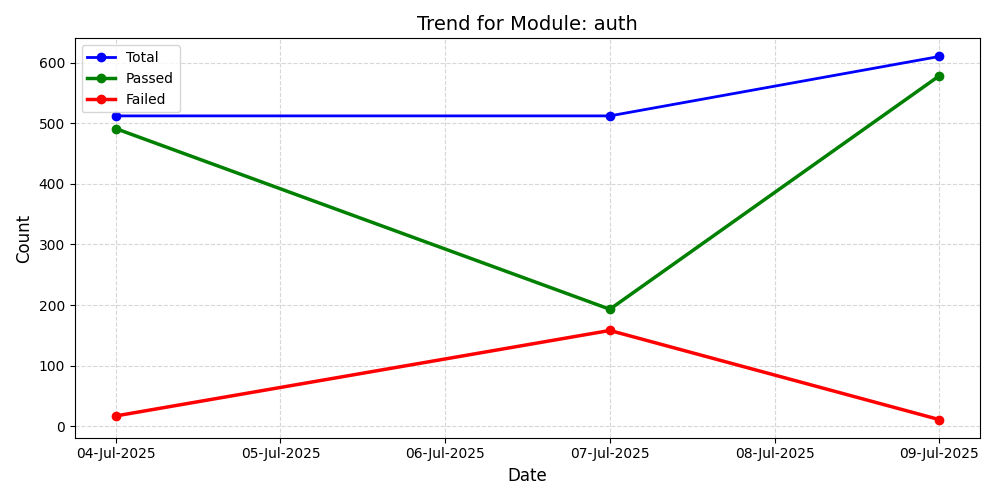 Trend for Module: auth
Total
Passed
Failed
Count
600
500
400
300
200
100
0
04-Jul-2025
05-Jul-2025
06-Jul-2025
07-Jul-2025
08-Jul-2025
09-Jul-2025
Date